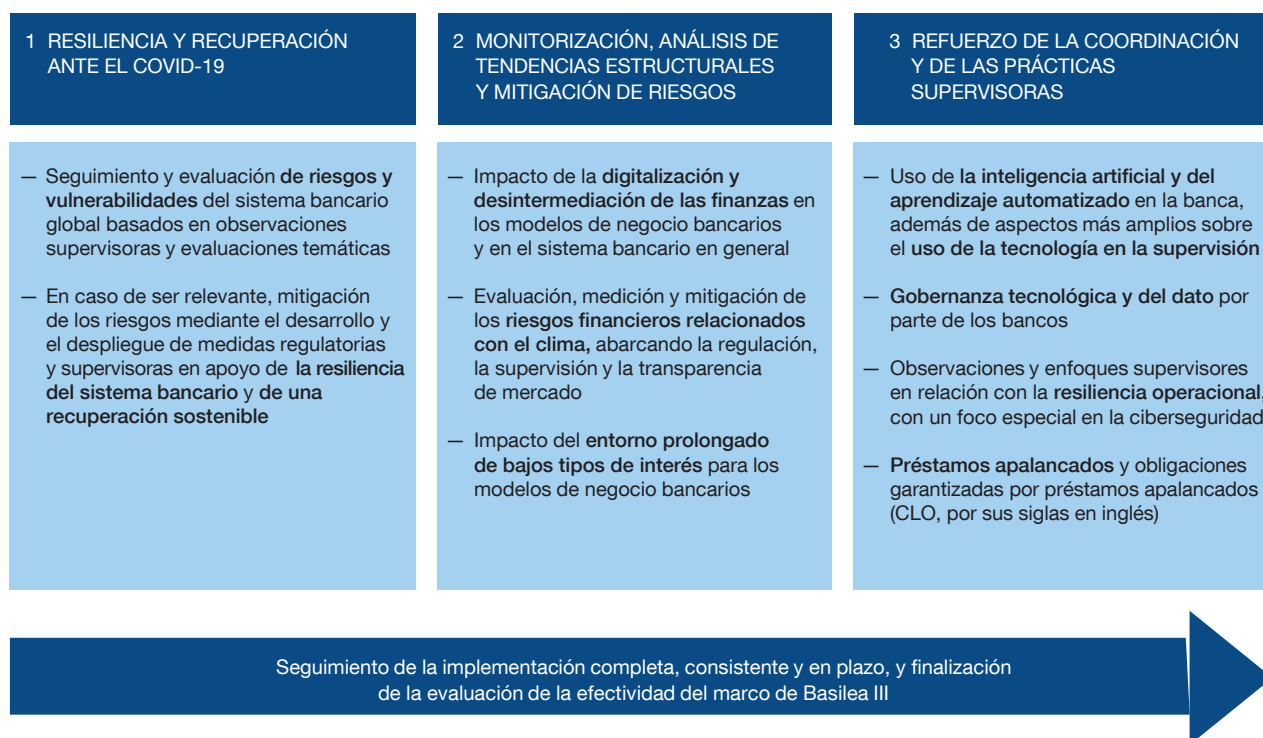 1 RESILIENCIA Y RECUPERACIÓN
ANTE EL COVID-19
— Seguimiento y evaluación de riesgos y
vulnerabilidades del sistema bancario
global basados en observaciones
supervisoras y evaluaciones temáticas
— En caso de ser relevante, mitigación
de los riesgos mediante el desarrollo y
el despliegue de medidas regulatorias
y supervisoras en apoyo de la resiliencia
del sistema bancario y de una
recuperación sostenible
2 MONITORIZACIÓN, ANÁLISIS DE
TENDENCIAS ESTRUCTURALES
Y MITIGACIÓN DE RIESGOS
— Impacto de la digitalización y
desintermediación de las finanzas en
los modelos de negocio bancarios
y en el sistema bancario en general
— Evaluación, medición y mitigación de
los riesgos financieros relacionados
con el clima, abarcando la regulación,
la supervisión y la transparencia
de mercado
— Impacto del entorno prolongado
de bajos tipos de interés para los
modelos de negocio bancarios
3 REFUERZO DE LA COORDINACIÓN
Y DE LAS PRÁCTICAS
SUPERVISORAS
— Uso de la inteligencia artificial y del
aprendizaje automatizado en la banca,
además de aspectos más amplios sobre
el uso de la tecnología en la supervisión
— Gobernanza tecnológica y del dato por
parte de los bancos
— Observaciones y enfoques supervisores
en relación con la resiliencia operacional,
con un foco especial en la ciberseguridad
— Préstamos apalancados y obligaciones
garantizadas por préstamos apalancados
(CLO, por sus siglas en inglés)
Seguimiento de la implementación completa, consistente y en plazo, y finalización
de la evaluación de la efectividad del marco de Basilea III